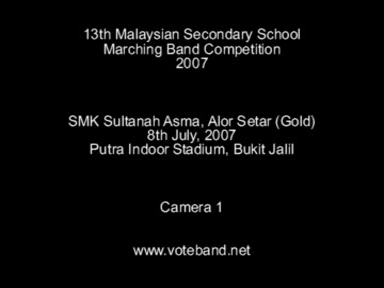 13th Malaysian Secondary School
Marching Band Competition
2007
SMK Sultanah Asma, Alor Setar (Gold)
8th July, 2007
Putra Indoor Stadium, Bukit Jalil
Camera 1
www.voteband.net